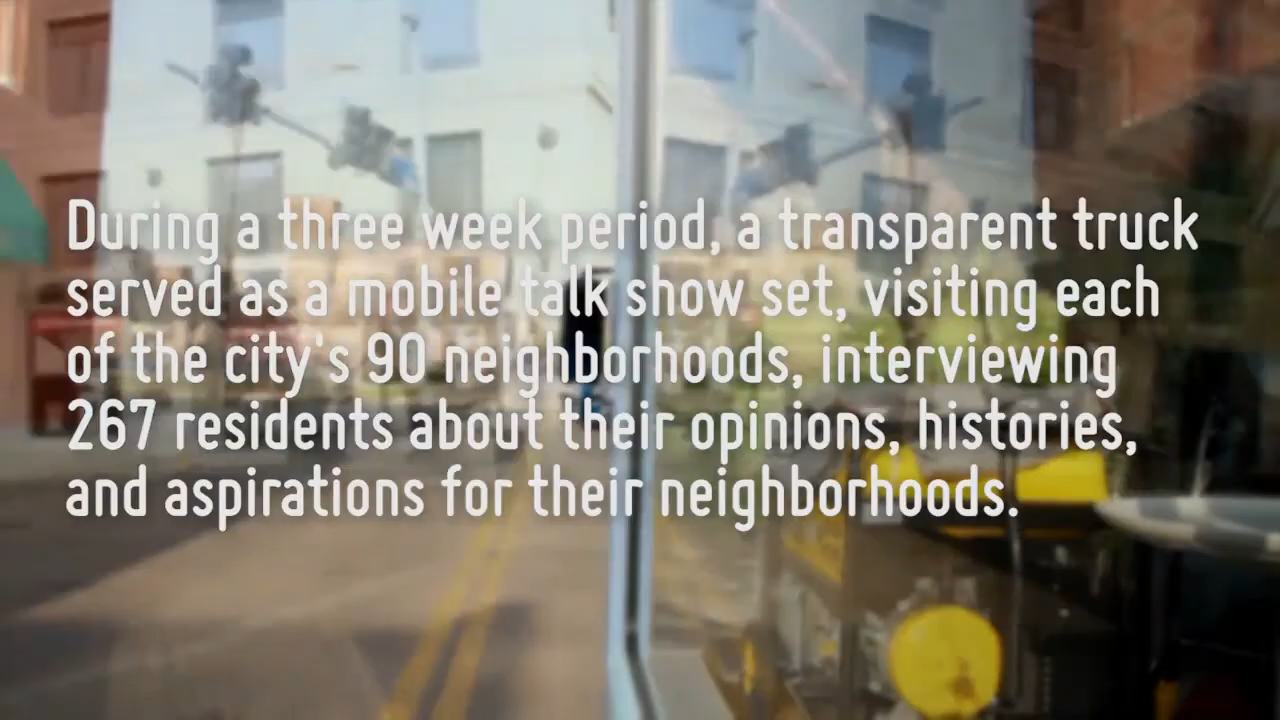 During a three week period, a transparent truck
served as a mobile talk show set, visiting each
of the city's 90 neighborhoods, interviewing
267 residents about their opinions, histories,
and aspirations for their neighborhoods.